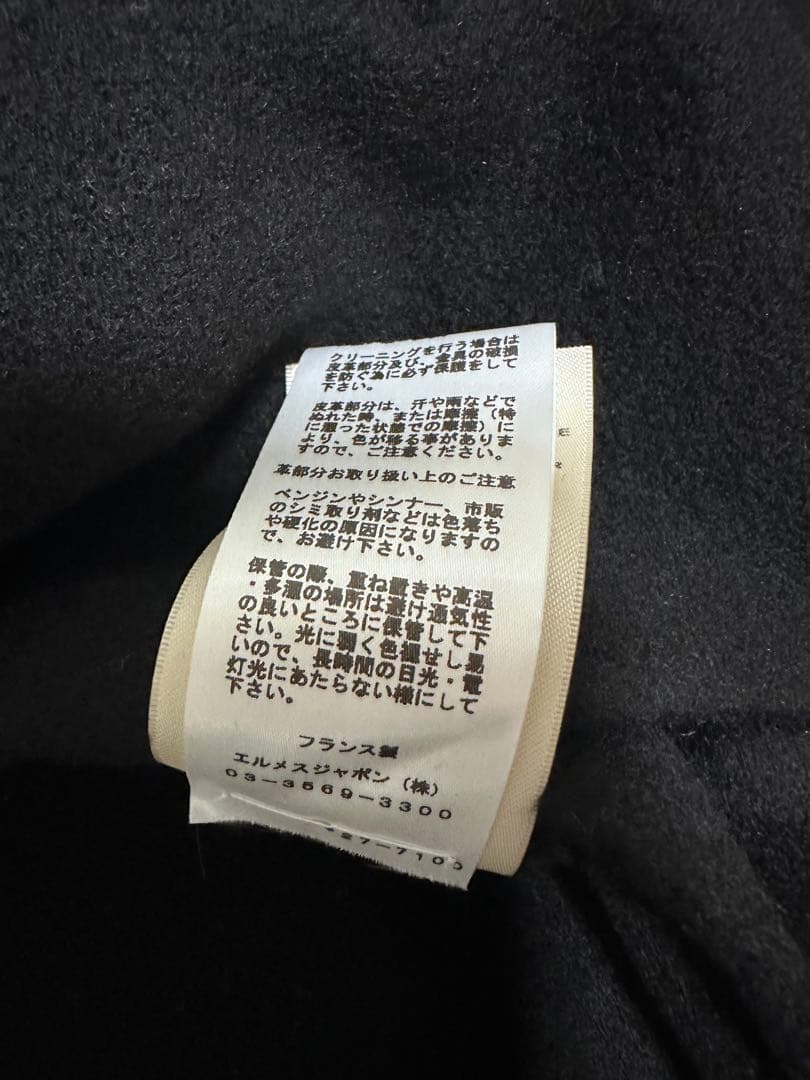 クリーニングを行う場合は
皮革部分及び、金具の破損
を防ぐ為に必ず保護をして
下さい。
皮革部分は、汗や雨などで
ぬれた時、または摩擦(特
に湿った状態での摩擦)に
より、色が移る事がありま
すので、ご注意ください。
革部分お取り扱い上のご注意
ベンジンやシンナー、市販
のシミ取り剤などは色落ち
や硬化の原因になりますの
で、お避け下さい。
保管の際、重ね置きや高温
・多湿の場所は避け通気性
の良いところに保管して下
さい。光に弱く色褪せし易
いので、長時間の日光・電
灯光にあたらない様にして
下さい。
フランス製
エルメスジャポン(株)
03-3569-3300
27-7100
E
R